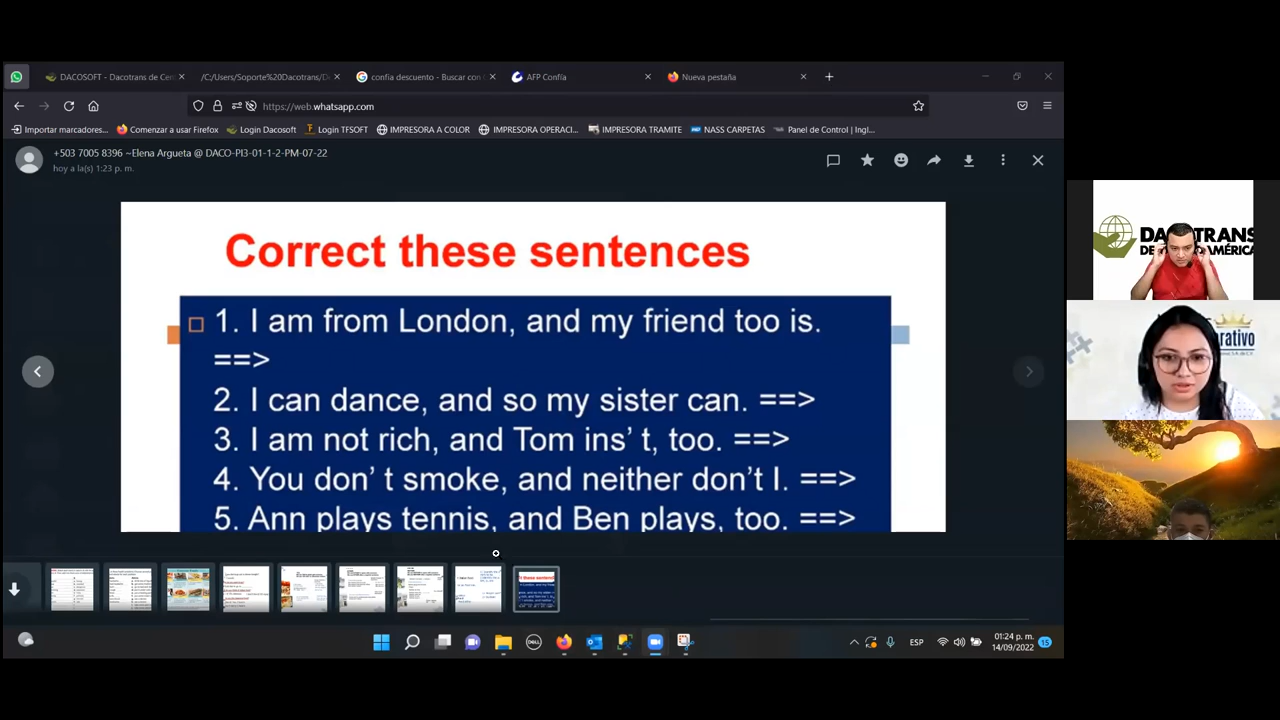 DACOSOFT - Dacotrans de Cen
/C:/Users/Soporte%20Dacotrans/D
confia descuento - Buscar con
AFP Confía
Nueva pestaña
https://web.whatsapp.com
Importar marcadores...
Comenzar a usar Firefox
Login Dacosoft
Login TFSOFT
IMPRESORA A COLOR
IMPRESORA OPERACI...
IMPRESORA TRAMITE
NASS CARPETAS
Panel de Control | Ingl...
+503 7005 8396 ~Elena Argueta @ DACO-PI3-01-1-2-PM-07-22
hoy a la(s) 1:23 p. m.
Correct these sentences
1. I am from London, and my friend too is.
==>
2. I can dance, and so my sister can. ==>
3. I am not rich, and Tom ins’ t, too. ==>
4. You don’ t smoke, and neither don’t I. ==>
5. Ann plays tennis, and Ben plays, too. ==>
ESP
01:24 p. m.
14/09/2022
15